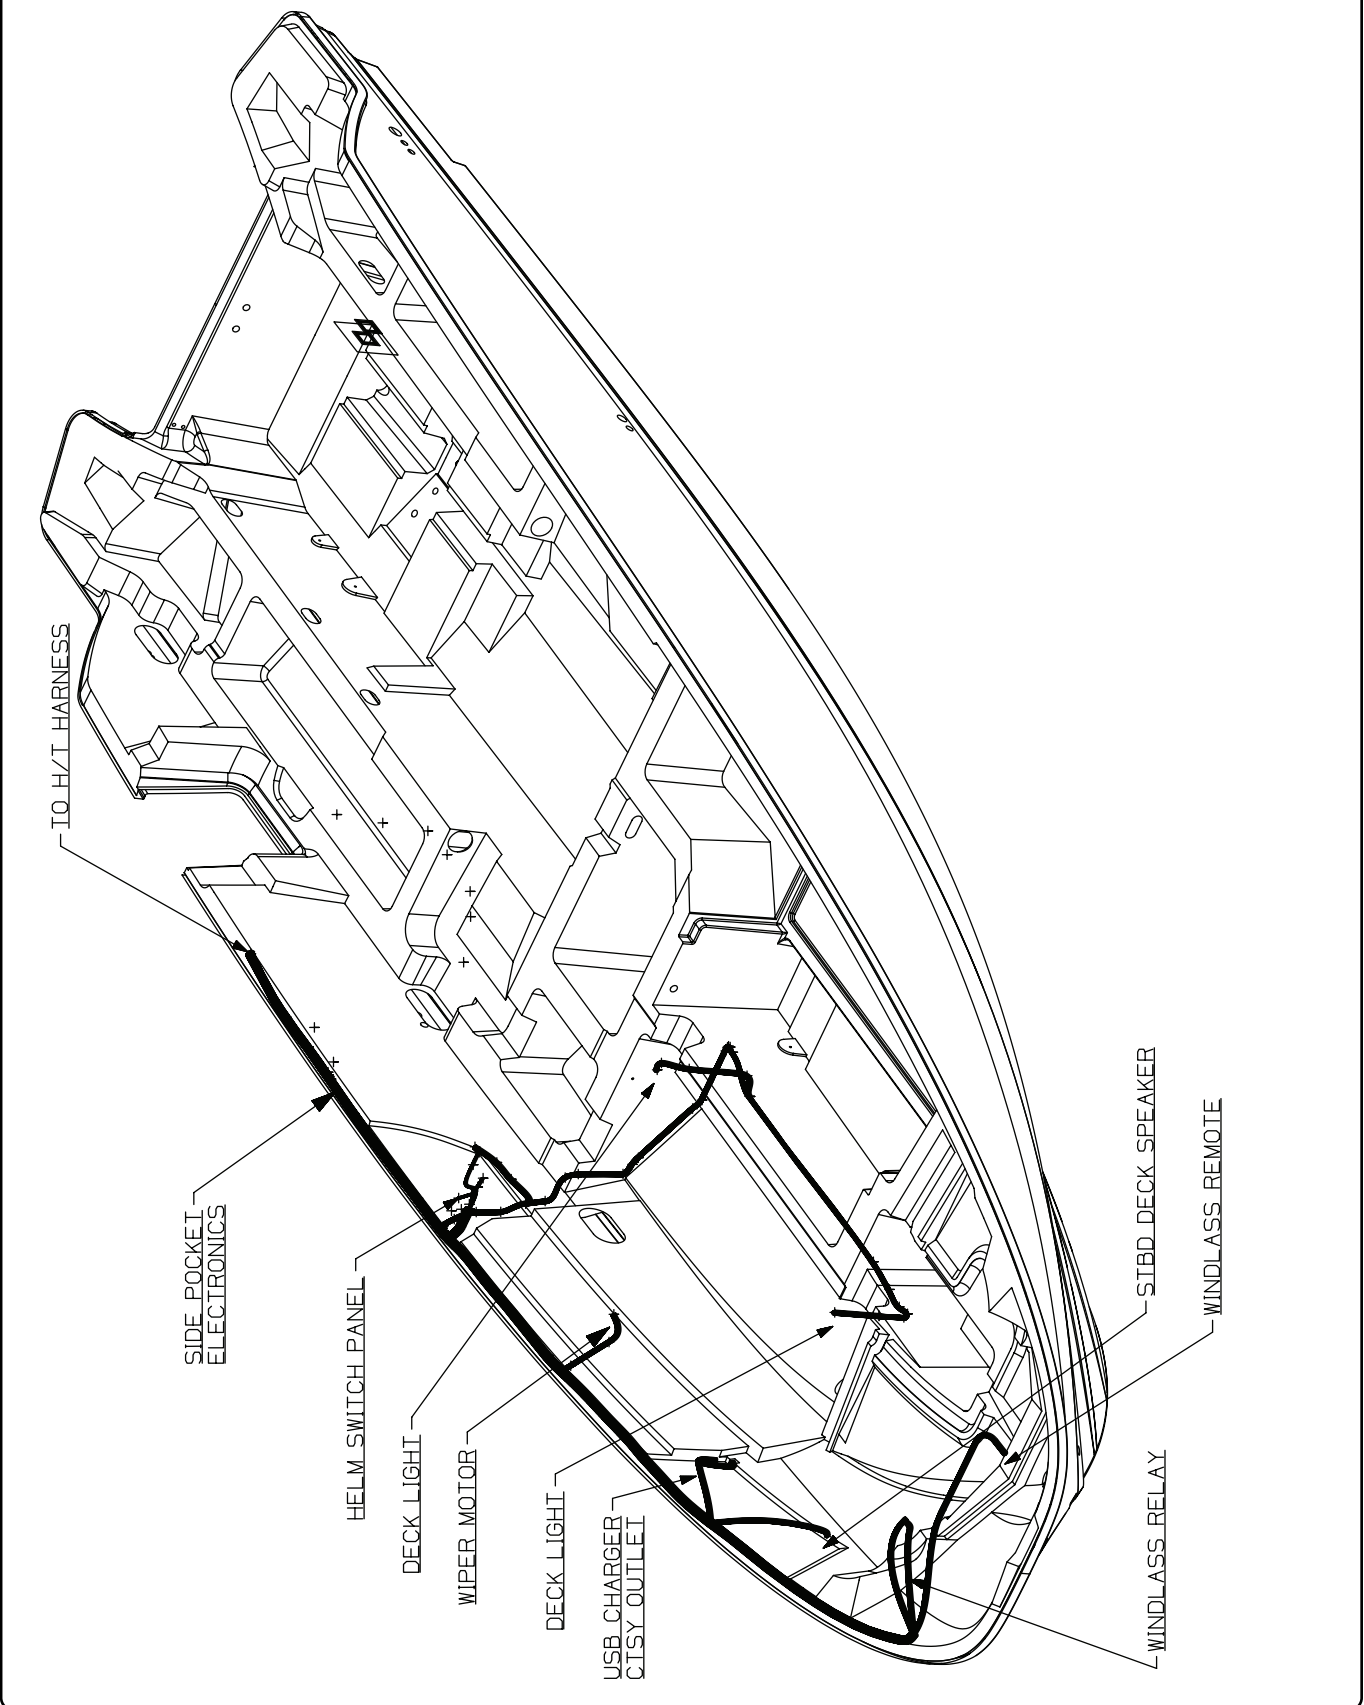 TO H/T HARNESS
SIDE POCKET
ELECTRONICS
HELM SWITCH PANEL
DECK LIGHT
WIPER MOTOR
DECK LIGHT
USB CHARGER
CTSY OUTLET
STBD DECK SPEAKER
WINDLASS RELAY
WINDLASS REMOTE